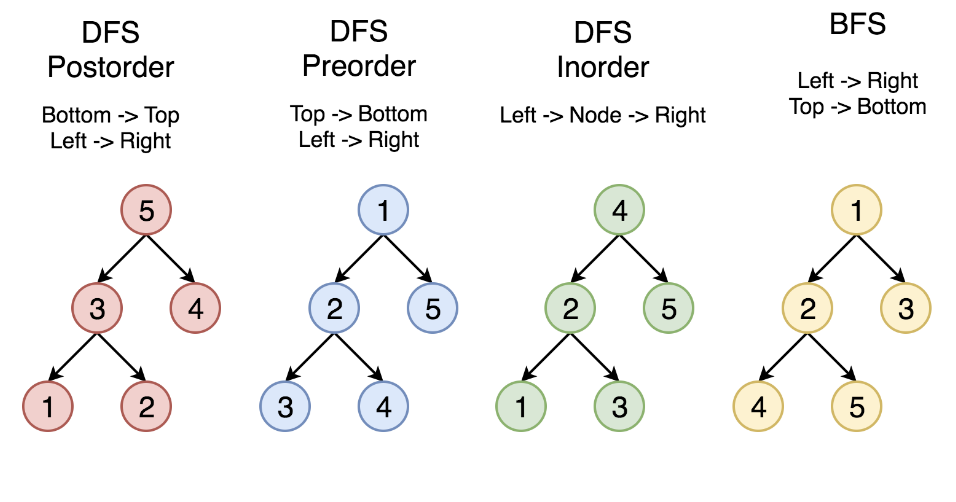 DFS
Postorder
Bottom -> Top
Left -> Right
5
3 4
1 2
DFS
Preorder
Top -> Bottom
Left -> Right
1
2 5
3 4
DFS
Inorder
Left -> Node -> Right
4
2 5
1 3
BFS
Left -> Right
Top -> Bottom
1
2 3
4 5